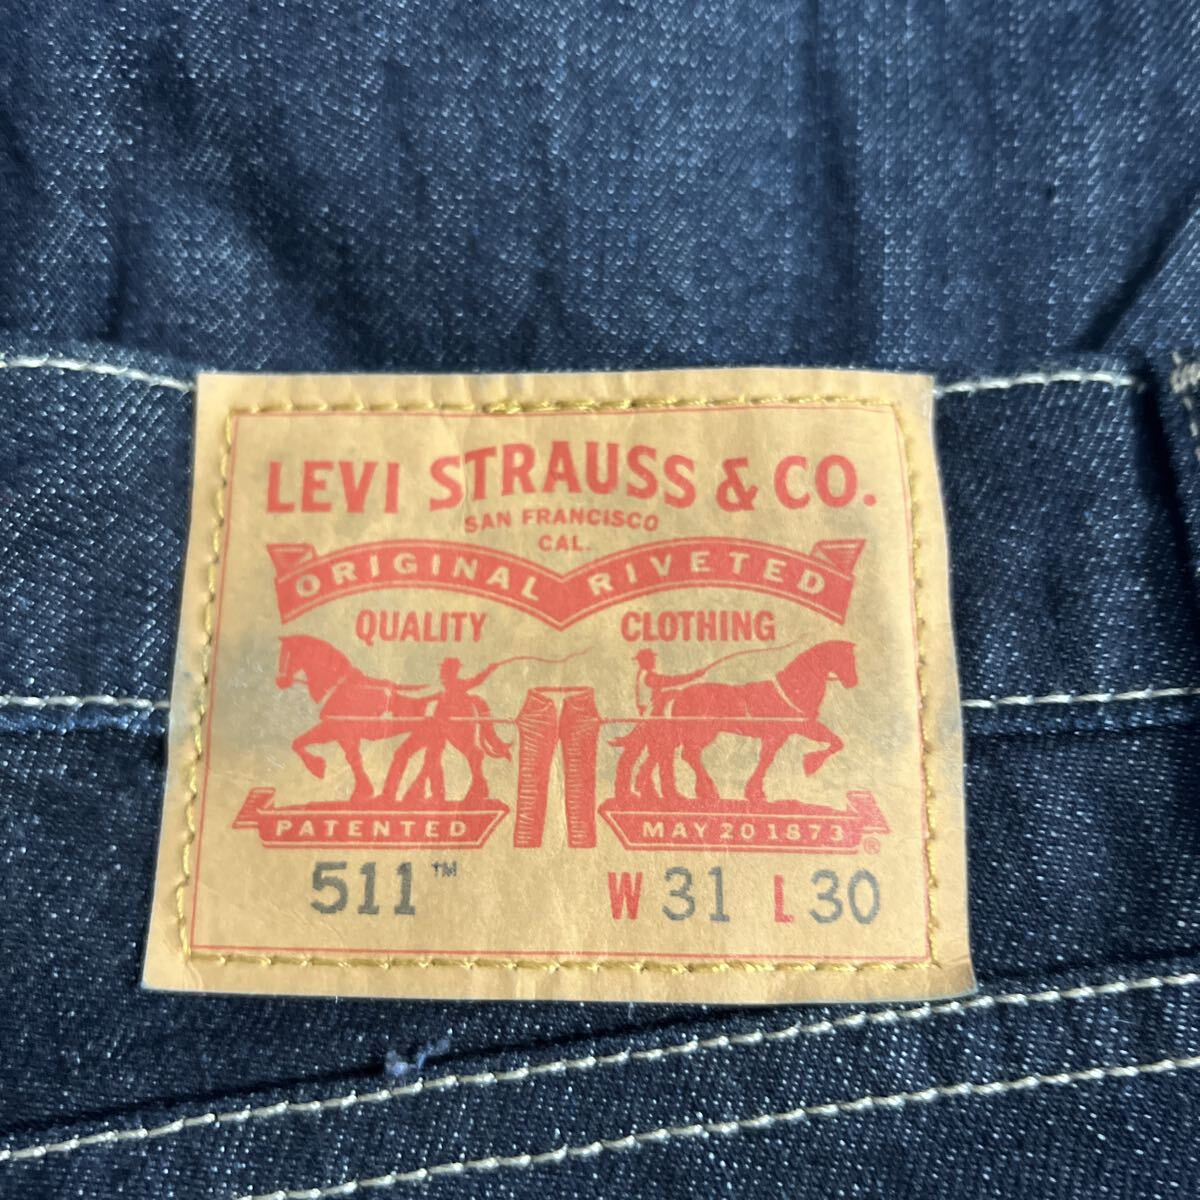 LEVI STRAUSS & CO.
SAN FRANCISCO
CAL.
ORIGINAL RIVETED
QUALITY CLOTHING
PATENTED MAY 20 1873 ®
511™ W 31 L 30